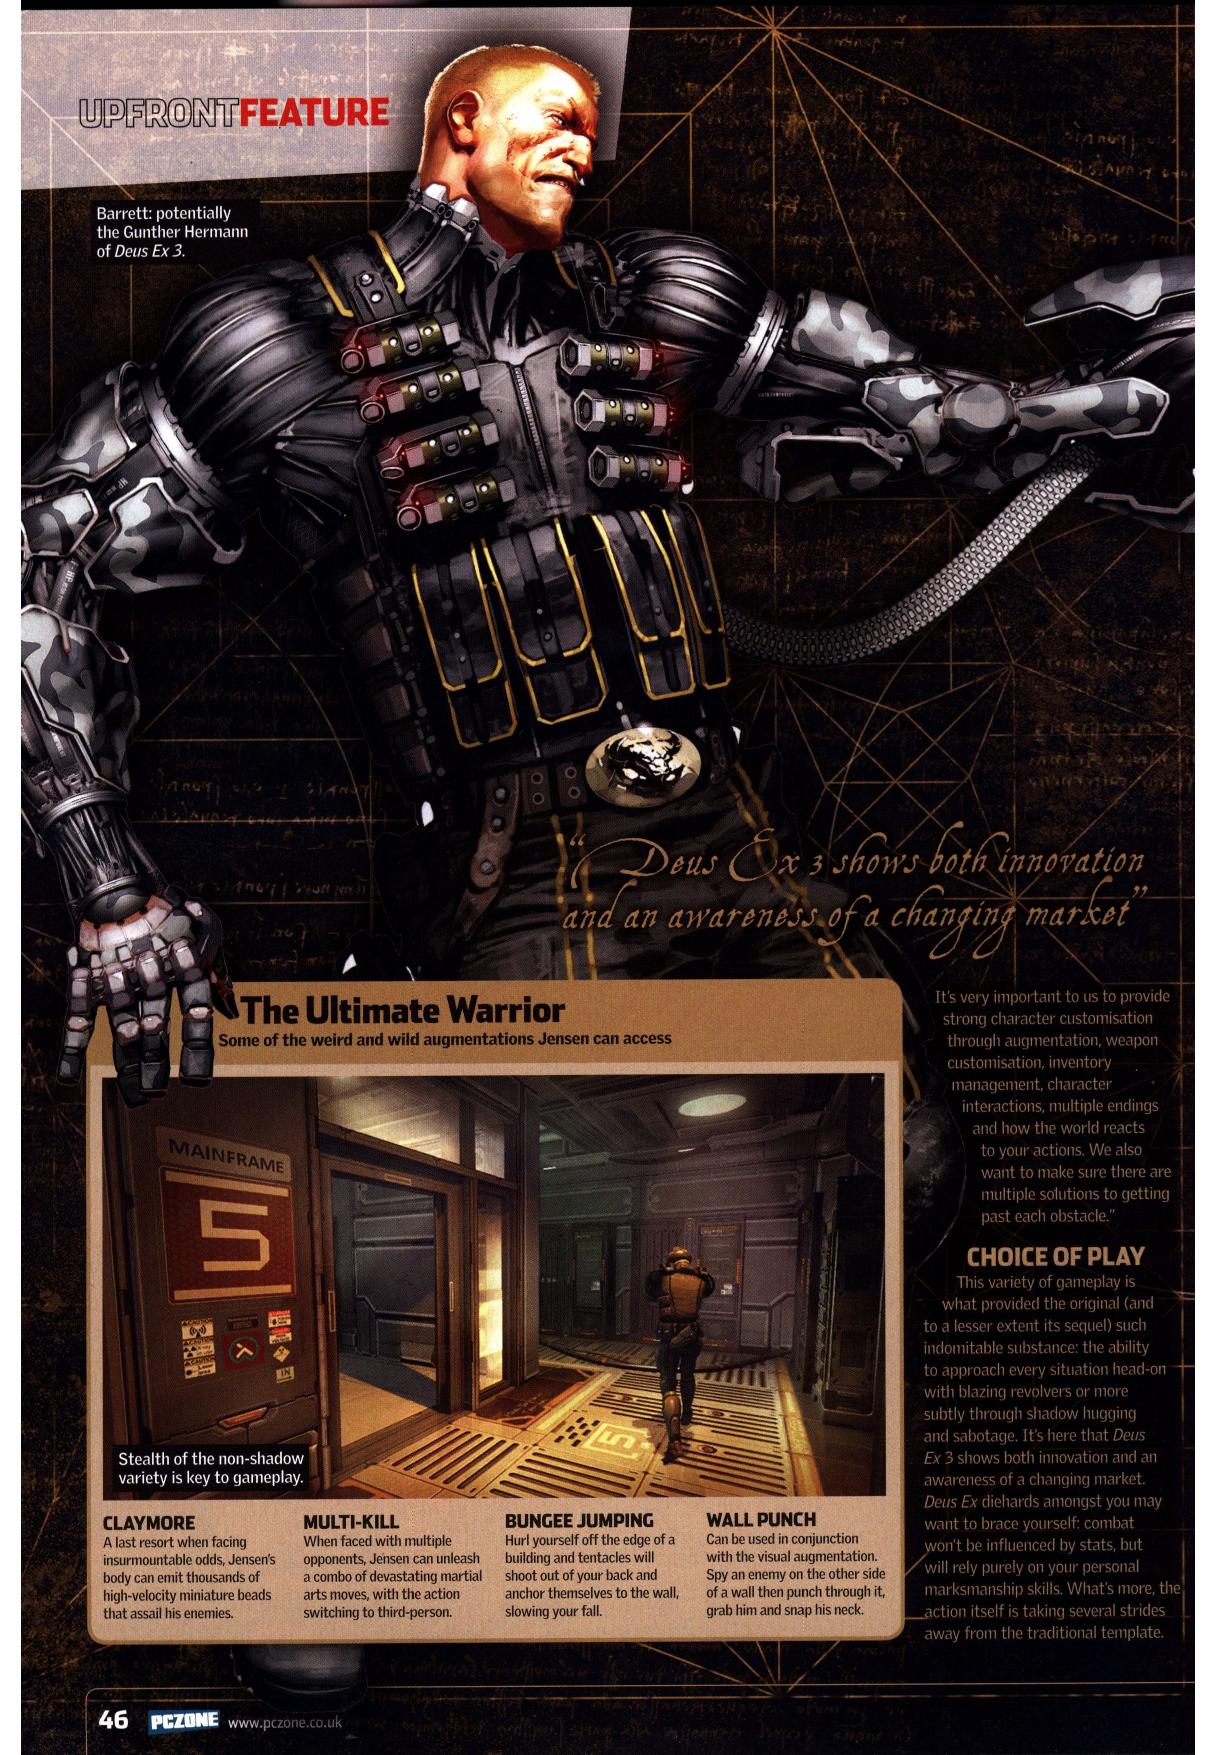 UPFRONTFEATURE
Barrett: potentially
the Gunther Hermann
of Deus Ex 3.
“Deus Ex 3 shows both innovation
and an awareness of a changing market”
The Ultimate Warrior
Some of the weird and wild augmentations Jensen can access
MAINFRAME
5
CAUTION
CAUTION
CAUTION
IN
5
Stealth of the non-shadow
variety is key to gameplay.
CLAYMORE
A last resort when facing
insurmountable odds, Jensen's
body can emit thousands of
high-velocity miniature beads
that assail his enemies.
MULTI-KILL
When faced with multiple
opponents, Jensen can unleash
a combo of devastating martial
arts moves, with the action
switching to third-person.
BUNGEE JUMPING
Hurl yourself off the edge of a
building and tentacles will
shoot out of your back and
anchor themselves to the wall,
slowing your fall.
WALL PUNCH
Can be used in conjunction
with the visual augmentation.
Spy an enemy on the other side
of a wall then punch through it,
grab him and snap his neck.
It's very important to us to provide
strong character customisation
through augmentation, weapon
customisation, inventory
management, character
interactions, multiple endings
and how the world reacts
to your actions. We also
want to make sure there are
multiple solutions to getting
past each obstacle.”
CHOICE OF PLAY
This variety of gameplay is
what provided the original (and
to a lesser extent its sequel) such
indomitable substance: the ability
to approach every situation head-on
with blazing revolvers or more
subtly through shadow hugging
and sabotage. It's here that Deus
Ex 3 shows both innovation and an
awareness of a changing market.
Deus Ex diehards amongst you may
want to brace yourself: combat
won't be influenced by stats, but
will rely purely on your personal
marksmanship skills. What's more, the
action itself is taking several strides
away from the traditional template.
46 PCZONE www.pczone.co.uk